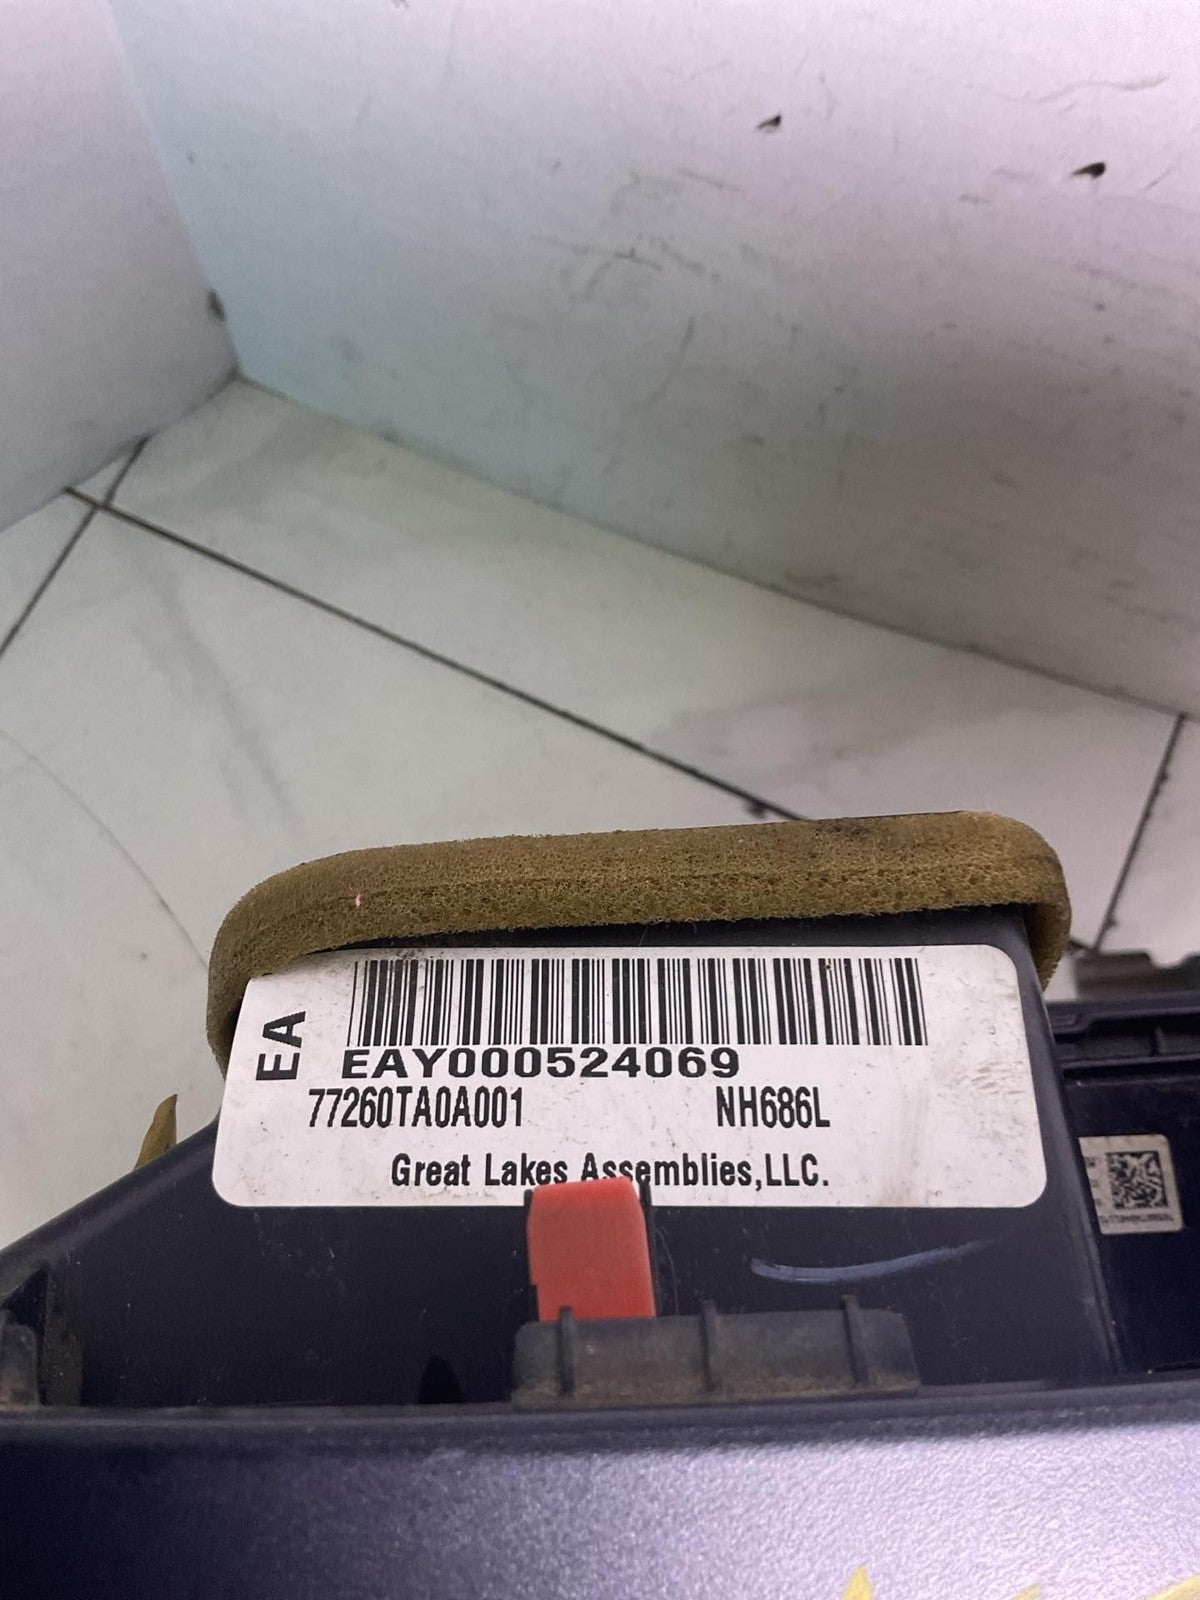 EA
EAY000524069
77260TA0A001 NH686L
Great Lakes Assemblies,LLC.